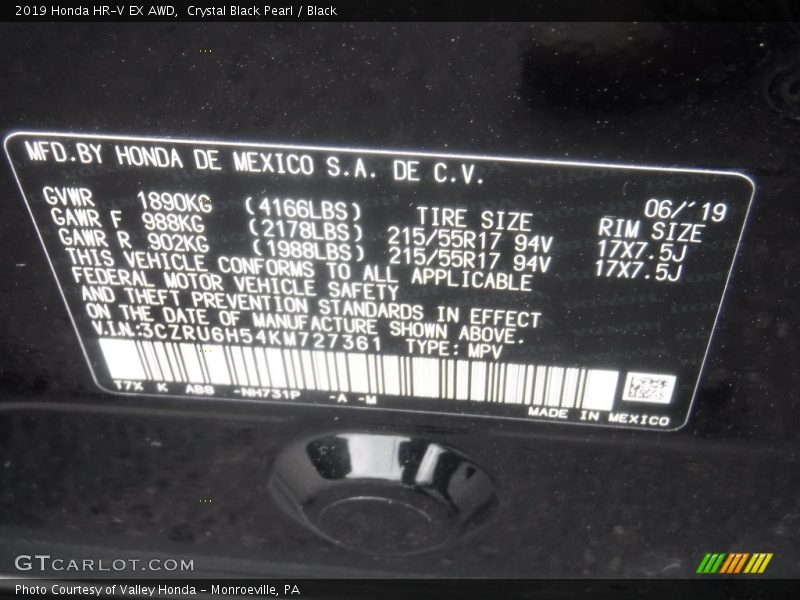 2019 Honda HR-V EX AWD, Crystal Black Pearl / Black
MFD.BY HONDA DE MEXICO S.A. DE C.V.
06/'19
GVWR 1890KG (4166LBS) TIRE SIZE RIM SIZE
GAWR F 988KG (2178LBS) 215/55R17 94V 17X7.5J
GAWR R 902KG (1988LBS) 215/55R17 94V 17X7.5J
THIS VEHICLE CONFORMS TO ALL APPLICABLE
FEDERAL MOTOR VEHICLE SAFETY
AND THEFT PREVENTION STANDARDS IN EFFECT
ON THE DATE OF MANUFACTURE SHOWN ABOVE.
V.I.N:3CZRU6H54KM727361 TYPE: MPV
T7X K ABS -NH731P -A -M
MADE IN MEXICO
GTCARLOT.COM
Photo Courtesy of Valley Honda - Monroeville, PA